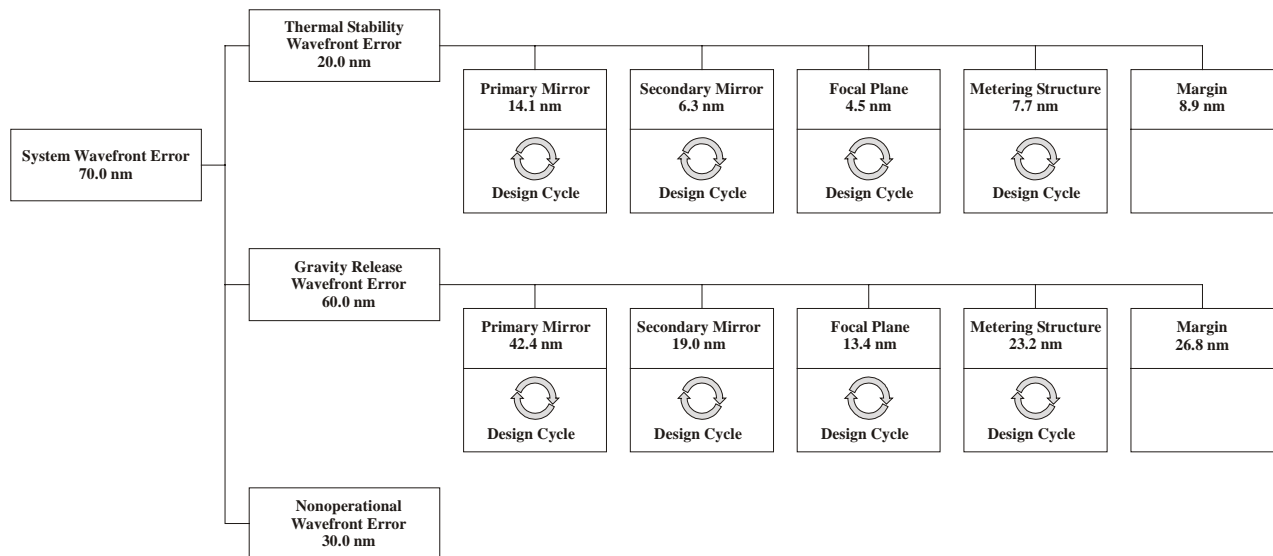 System Wavefront Error
70.0 nm
Thermal Stability
Wavefront Error
20.0 nm
Primary Mirror
14.1 nm
Design Cycle
Secondary Mirror
6.3 nm
Design Cycle
Focal Plane
4.5 nm
Design Cycle
Metering Structure
7.7 nm
Design Cycle
Margin
8.9 nm
Gravity Release
Wavefront Error
60.0 nm
Primary Mirror
42.4 nm
Design Cycle
Secondary Mirror
19.0 nm
Design Cycle
Focal Plane
13.4 nm
Design Cycle
Metering Structure
23.2 nm
Design Cycle
Margin
26.8 nm
Nonoperational
Wavefront Error
30.0 nm